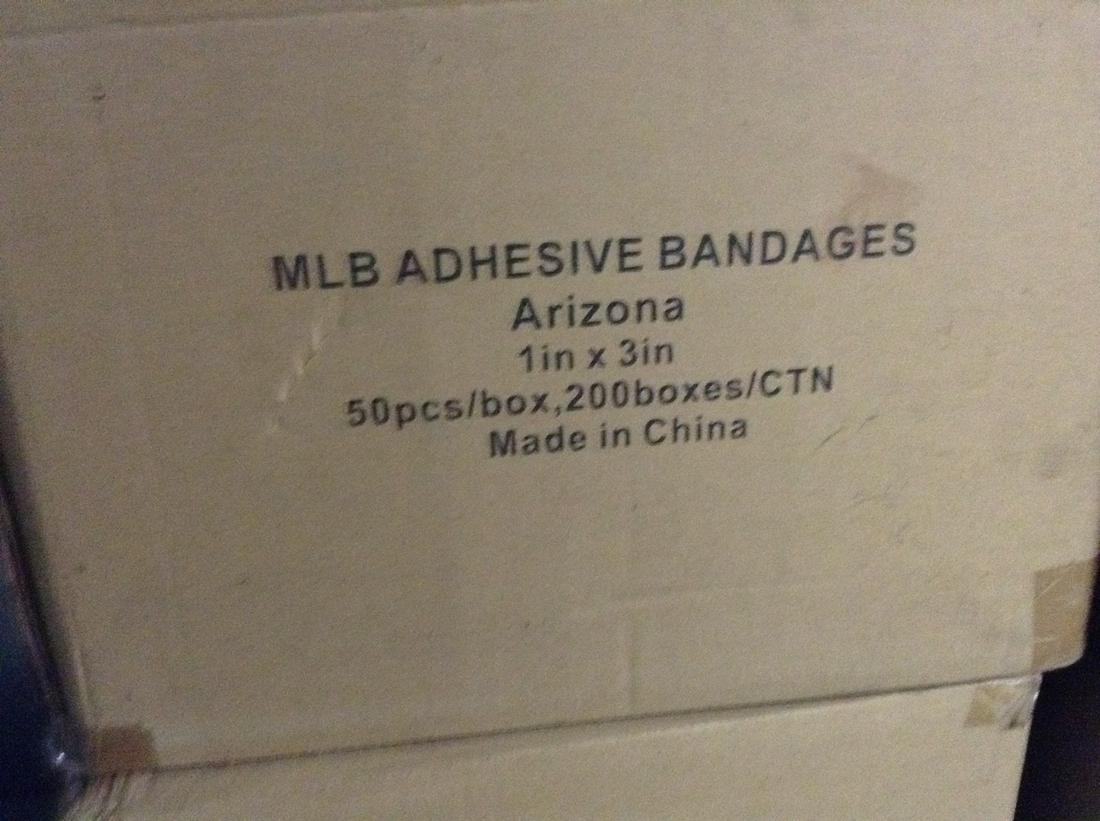 MLB ADHESIVE BANDAGES
Arizona
1in x 3in
50pcs/box,200boxes/CTN
Made in China